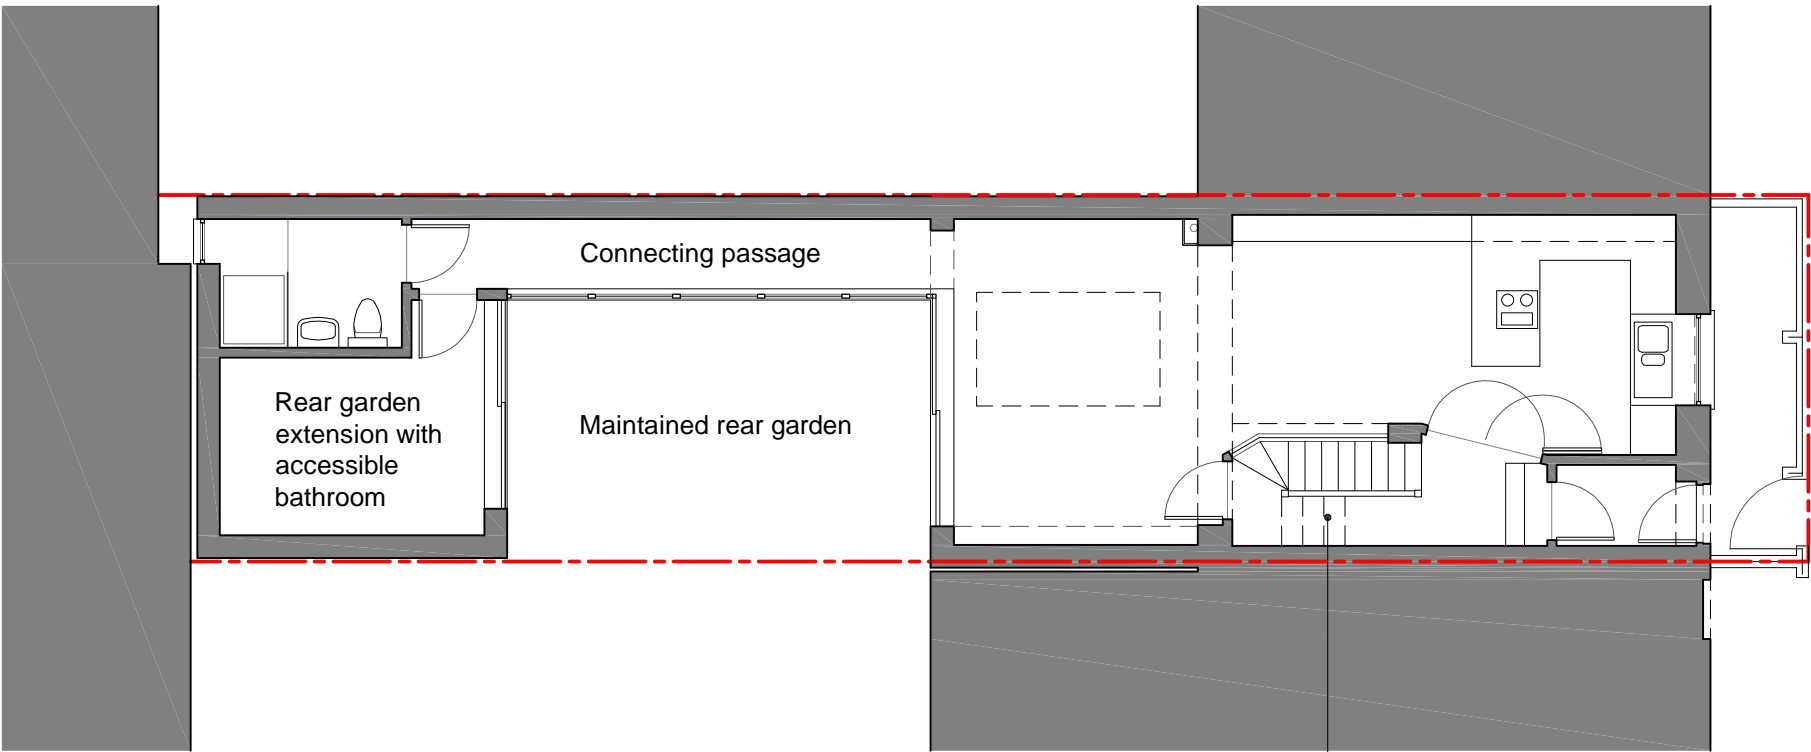 Connecting passage
Rear garden
extension with
accessible
bathroom
Maintained rear garden